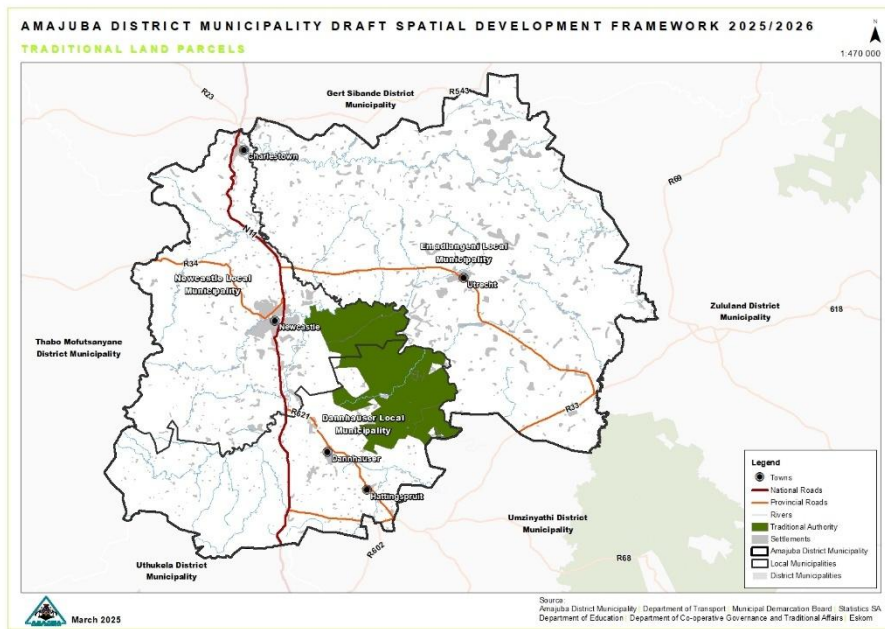 AMAJUBA DISTRICT MUNICIPALITY DRAFT SPATIAL DEVELOPMENT FRAMEWORK 2025/2026
TRADITIONAL LAND PARCELS
N
1:470 000
R23
Gert Sibande District
Municipality
R543
Charlestown
R69
N11
Emadlangeni Local
Municipality
R34
Newcastle Local
Municipality
Utrecht
Zululand District
Municipality
618
Newcastle
Thabo Mofutsanyane
District Municipality
R33
R621
Dannhauser Local
Municipality
Dannhauser
Hattingspruit
Umzinyathi District
Municipality
R602
R68
Uthukela District
Municipality
Legend
Towns
National Roads
Provincial Roads
Rivers
Traditional Authority
Settlements
Amajuba District Municipality
Local Municipalities
District Municipalities
AMAJUBA
March 2025
Source:
Amajuba District Municipality | Department of Transport | Municipal Demarcation Board | Statistics SA
Department of Education | Department of Co-operative Governance and Traditional Affairs | Eskom